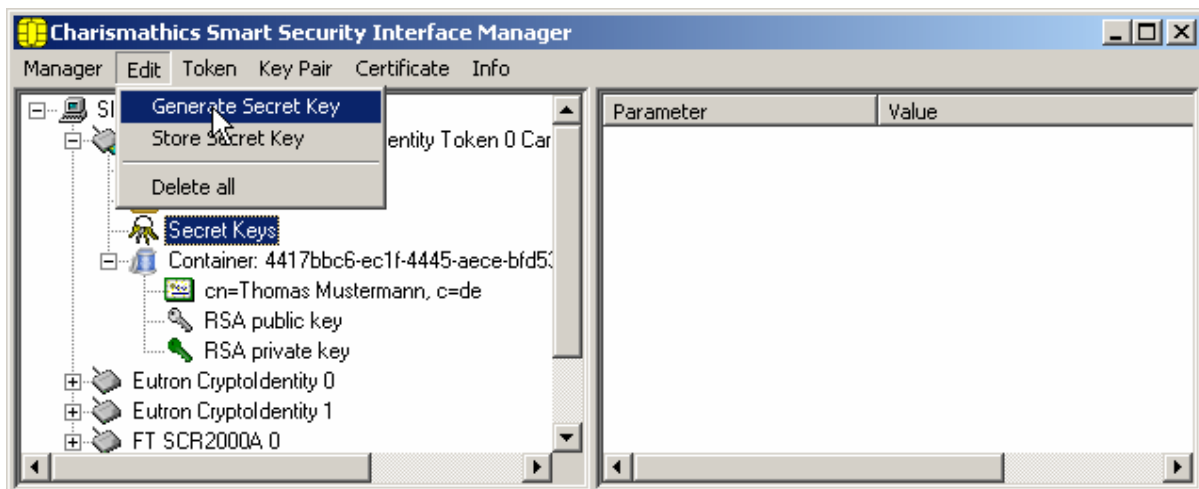 Charismathics Smart Security Interface Manager
Manager Edit Token Key Pair Certificate Info
Generate Secret Key
Store Secret Key
Delete all
Parameter Value
entity Token 0 Car
Secret Keys
Container: 4417bbc6-ec1f-4445-aece-bfd53
cn=Thomas Mustermann, c=de
RSA public key
RSA private key
Eutron CryptoIdentity 0
Eutron CryptoIdentity 1
FT SCR2000A 0